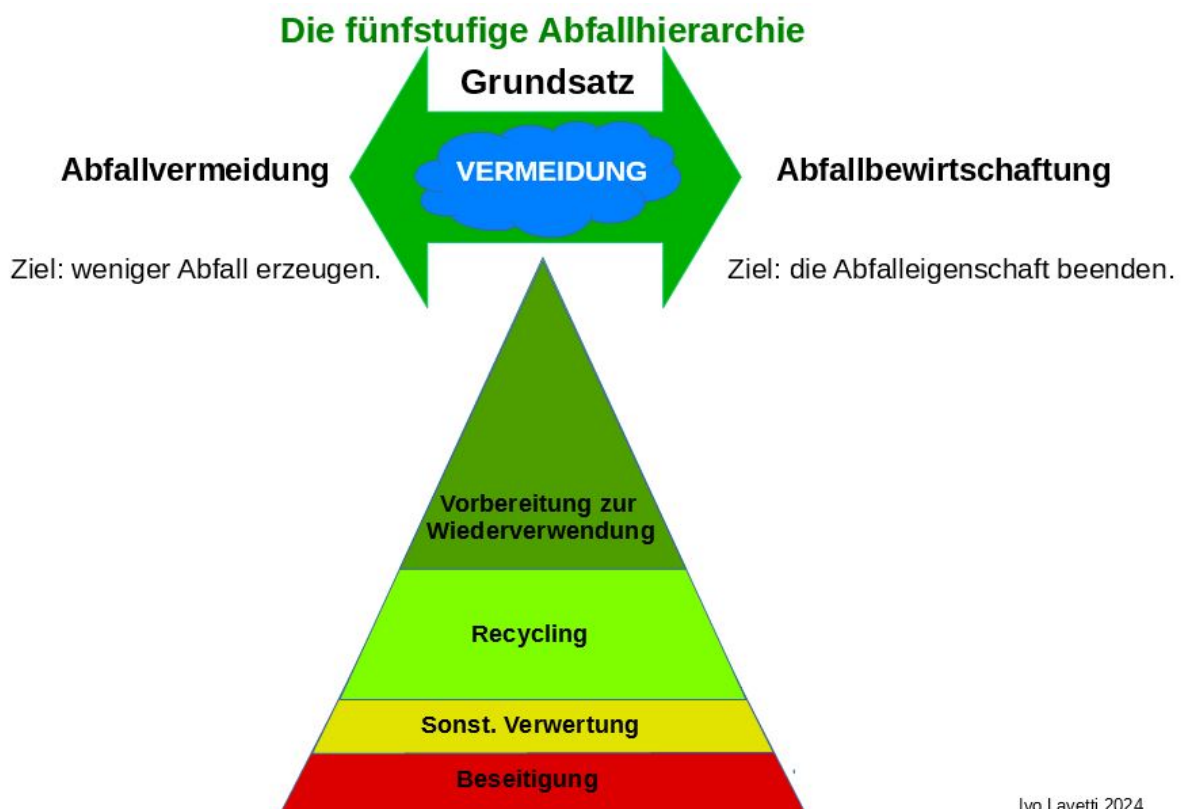 Die fünfstufige Abfallhierarchie
Grundsatz
Abfallvermeidung
VERMEIDUNG
Abfallbewirtschaftung
Ziel: weniger Abfall erzeugen.
Ziel: die Abfalleigenschaft beenden.
Vorbereitung zur
Wiederverwendung
Recycling
Sonst. Verwertung
Beseitigung
Ivo Lavetti 2024